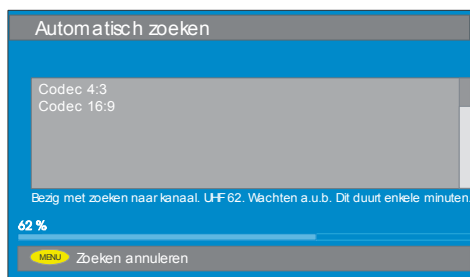 Automatisch zoeken
Codec 4:3
Codec 16:9
Bezig met zoeken naar kanaal. UHF 62. Wachten a.u.b. Dit duurt enkele minuten.
62 %
MENU Zoeken annuleren